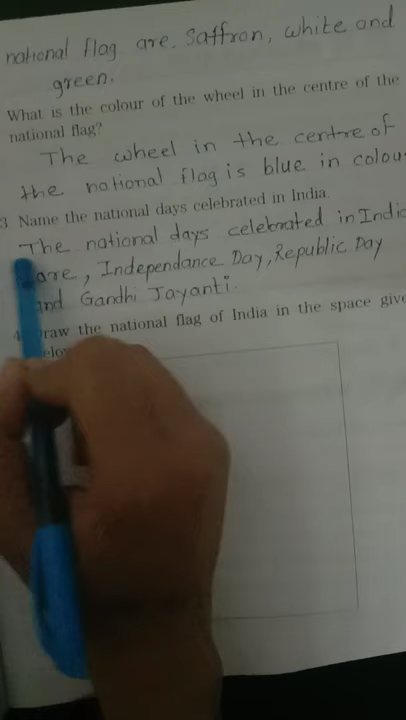 national flag are. Saffron, white and
green.
What is the colour of the wheel in the centre of the
national flag?
The wheel in the centre of
the national flag is blue in colou
3 Name the national days celebrated in India.
The national days celebrated in India
are, Independance Day, Republic Day
and Gandhi Jayanti.
4 Draw the national flag of India in the space give